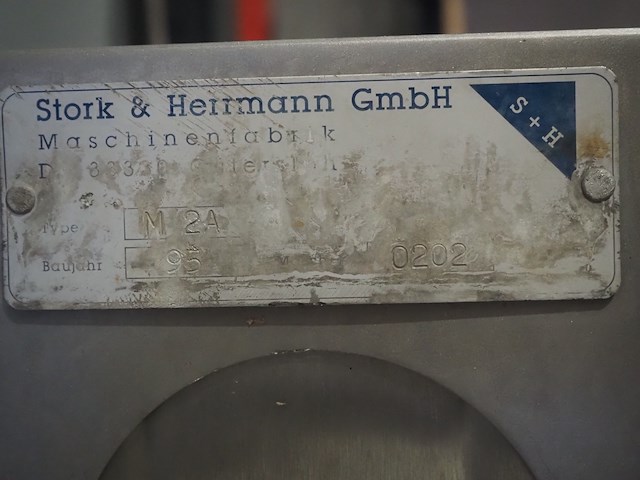 Stork & Herrmann GmbH
S + H
Maschinenfabrik
Type M 2A
Baujahr 95 0202